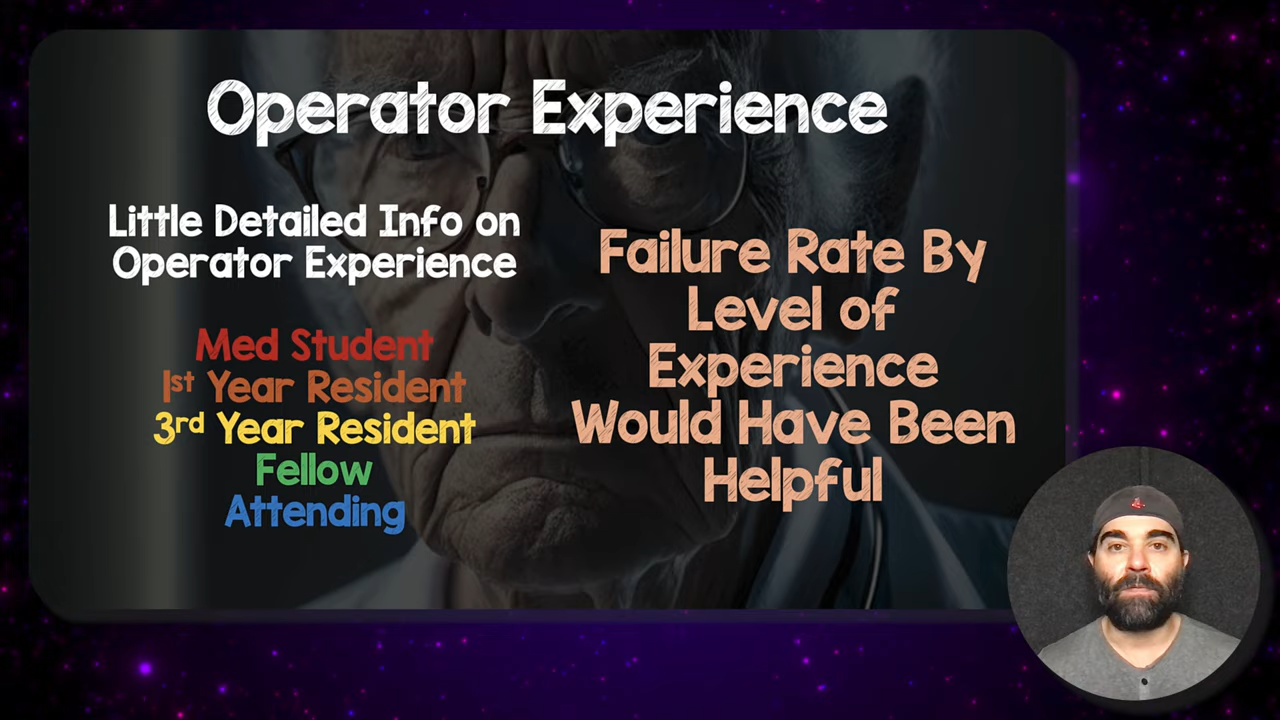 Operator Experience
Little Detailed Info on
Operator Experience
Med Student
1st Year Resident
3rd Year Resident
Fellow
Attending
Failure Rate By
Level of
Experience
Would Have Been
Helpful